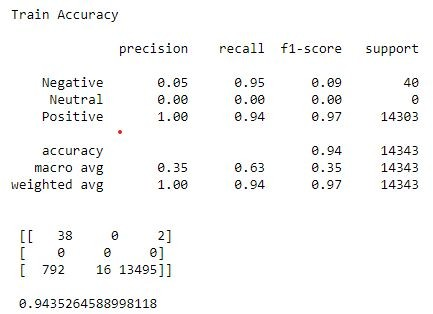 Train Accuracy
precision recall f1-score support
Negative 0.05 0.95 0.09 40
Neutral 0.00 0.00 0.00 0
Positive 1.00 0.94 0.97 14303
accuracy 0.94 14343
macro avg 0.35 0.63 0.35 14343
weighted avg 1.00 0.94 0.97 14343
[[ 38 0 2]
[ 0 0 0]
[ 792 16 13495]]
0.9435264588998118